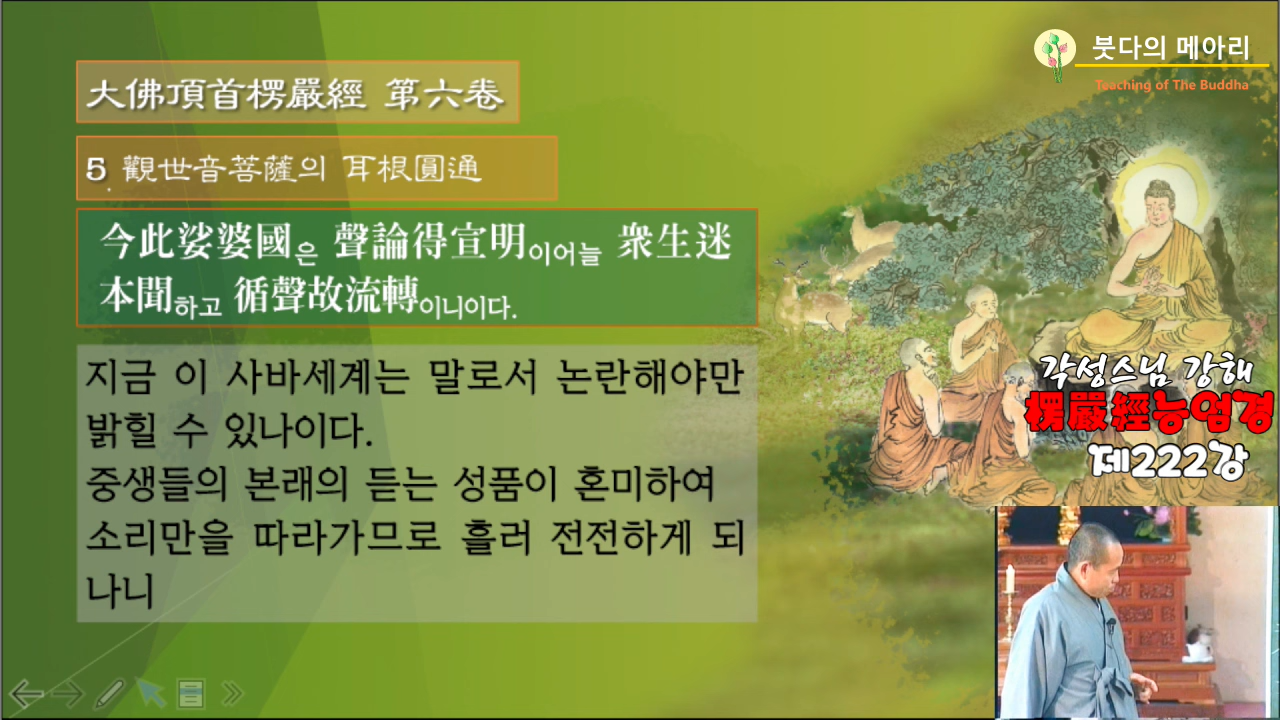 大佛頂首楞嚴經 第六卷
5. 觀世音菩薩의 耳根圓通
今此娑婆國은 聲論得宣明이어늘 衆生迷
本聞하고 循聲故流轉이니이다.
지금 이 사바세계는 말로서 논란해야만
밝힐 수 있나이다.
중생들의 본래의 듣는 성품이 혼미하여
소리만을 따라가므로 흘러 전전하게 되
나니
붓다의 메아리
Teaching of The Buddha
각성스님 강해
楞嚴經능엄경
제222강